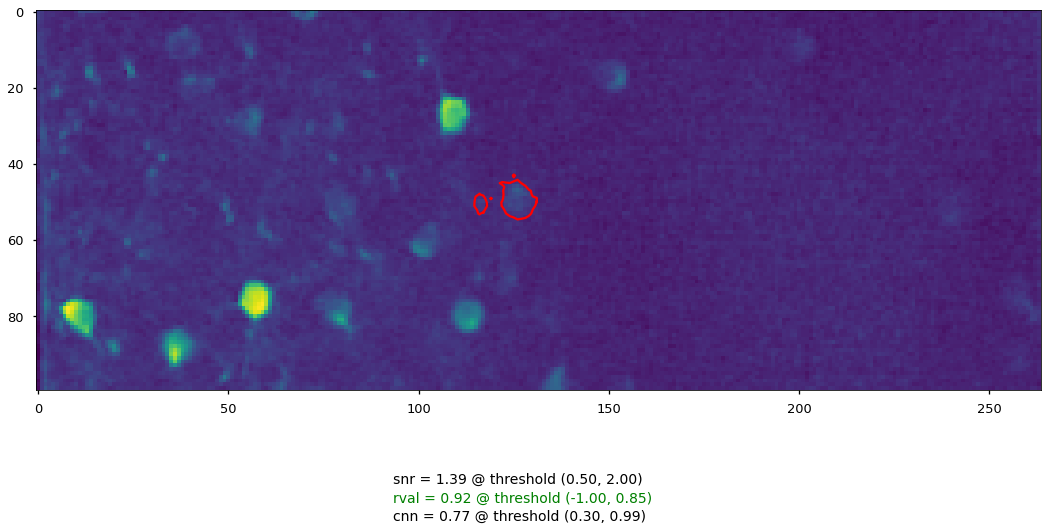 0
20
40
60
80
0 50 100 150 200 250
snr = 1.39 @ threshold (0.50, 2.00)
rval = 0.92 @ threshold (-1.00, 0.85)
cnn = 0.77 @ threshold (0.30, 0.99)